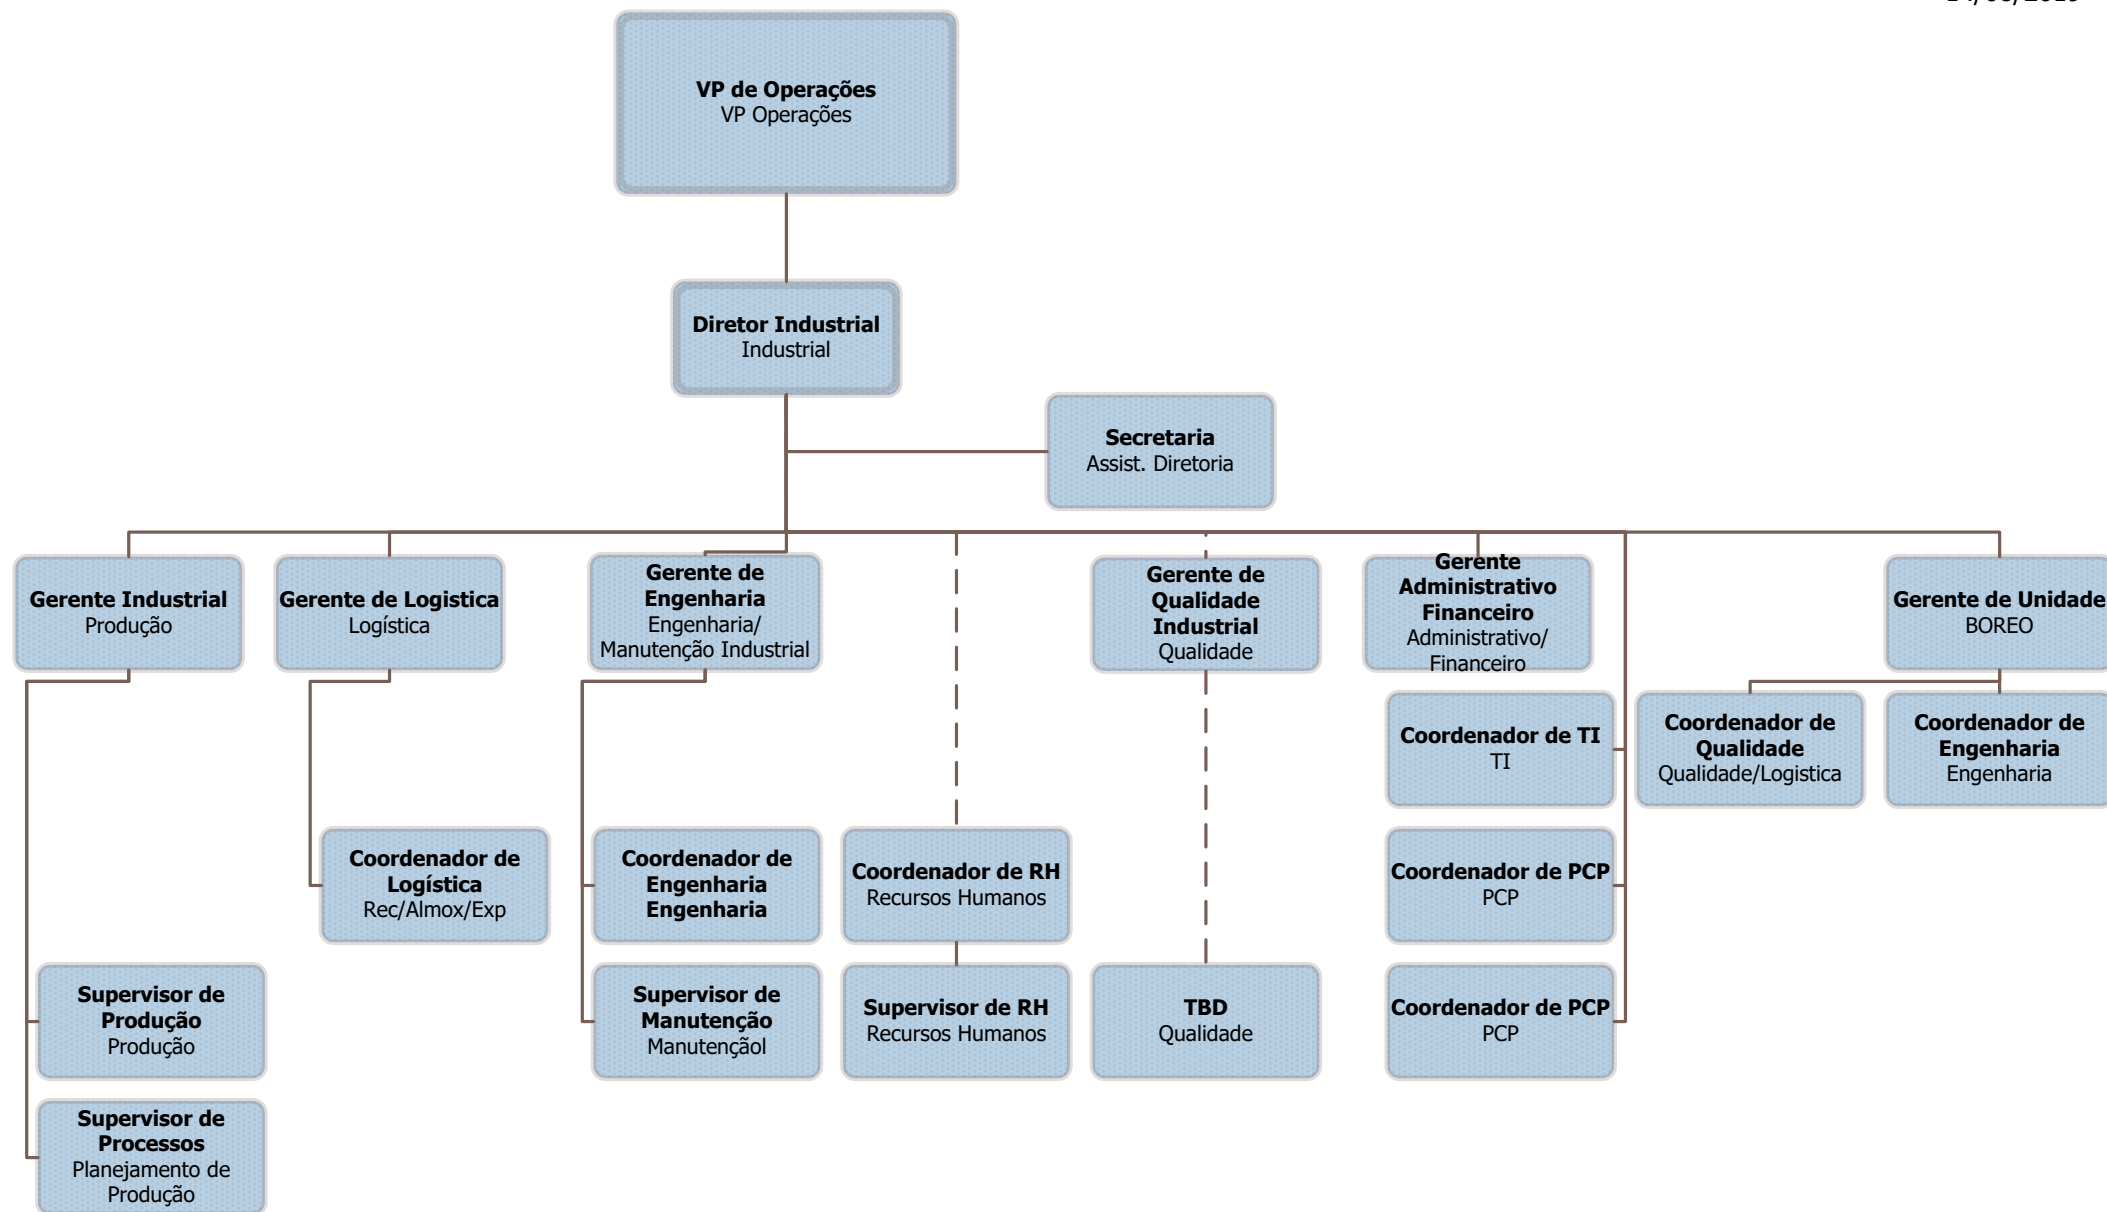 VP de Operações
VP Operações
Diretor Industrial
Industrial
Secretaria
Assist. Diretoria
Gerente Industrial
Produção
Gerente de Logistica
Logística
Gerente de
Engenharia
Engenharia/
Manutenção Industrial
Gerente de
Qualidade
Industrial
Qualidade
Gerente
Administrativo
Financeiro
Administrativo/
Financeiro
Gerente de Unidade
BOREO
Coordenador de TI
TI
Coordenador de
Qualidade
Qualidade/Logistica
Coordenador de
Engenharia
Engenharia
Coordenador de
Logística
Rec/Almox/Exp
Coordenador de
Engenharia
Engenharia
Coordenador de RH
Recursos Humanos
Coordenador de PCP
PCP
Supervisor de
Produção
Produção
Supervisor de
Manutenção
Manutençãol
Supervisor de RH
Recursos Humanos
TBD
Qualidade
Coordenador de PCP
PCP
Supervisor de
Processos
Planejamento de
Produção